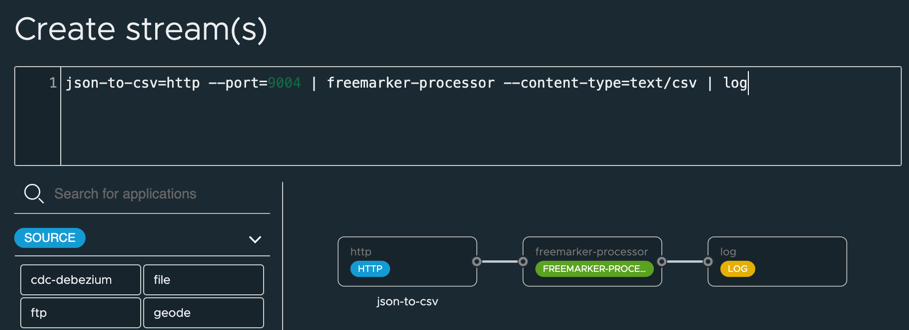 Create stream(s)
1 json-to-csv=http --port=9004 | freemarker-processor --content-type=text/csv | log
Search for applications
SOURCE
http freemarker-processor log
HTTP FREEMARKER-PROCE... LOG
cdc-debezium file
json-to-csv
ftp geode